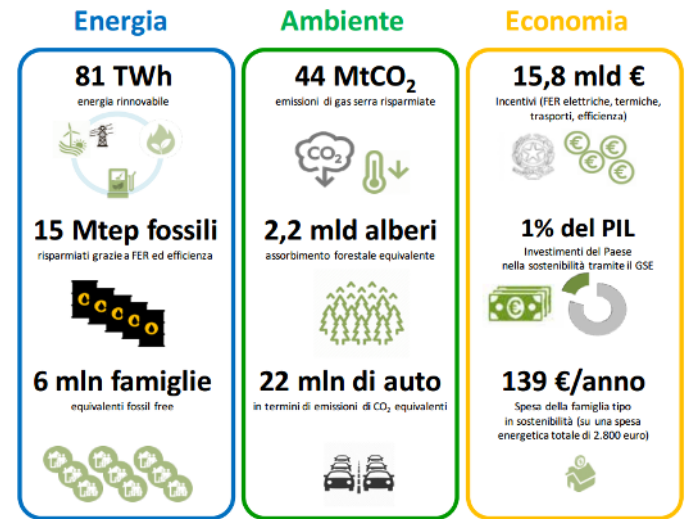 Energia
81 TWh
energia rinnovabile
15 Mtep fossili
risparmiati grazie a FER ed efficienza
6 mln famiglie
equivalenti fossil free
Ambiente
44 MtCO₂
emissioni di gas serra risparmiate
CO₂
2,2 mld alberi
assorbimento forestale equivalente
22 mln di auto
in termini di emissioni di CO₂ equivalenti
Economia
15,8 mld €
Incentivi (FER elettriche, termiche,
trasporti, efficienza)
€
€
€
€
1% del PIL
Investimenti del Paese
nella sostenibilità tramite il GSE
€
139 €/anno
Spesa della famiglia tipo
in sostenibilità (su una spesa
energetica totale di 2.800 euro)